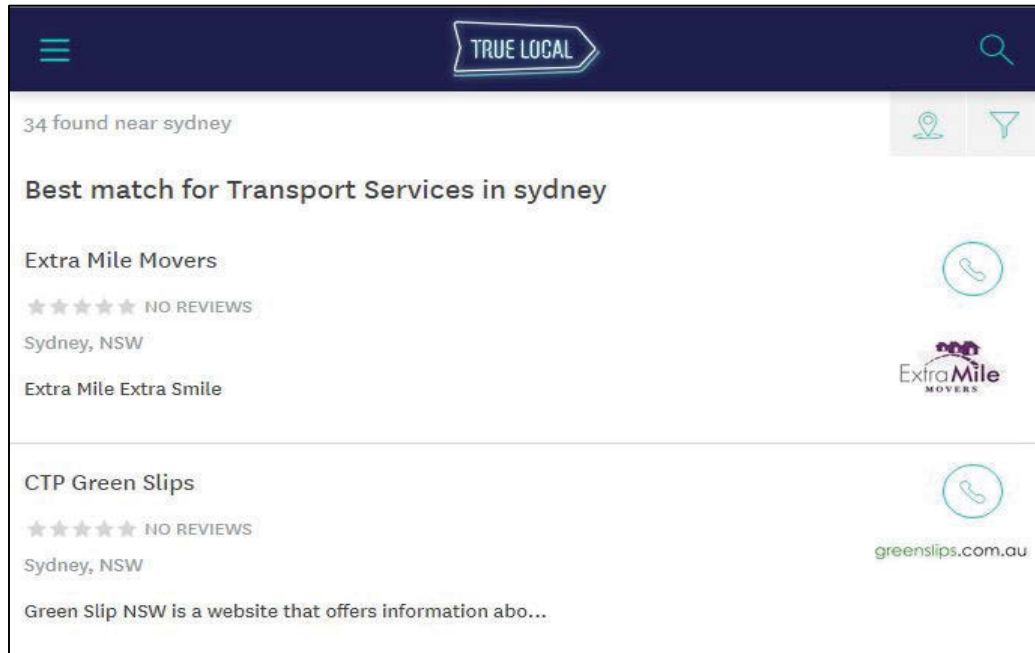 TRUE LOCAL
34 found near sydney
Best match for Transport Services in sydney
Extra Mile Movers
NO REVIEWS
Sydney, NSW
Extra Mile
MOVERS
Extra Mile Extra Smile
CTP Green Slips
NO REVIEWS
greenslips.com.au
Sydney, NSW
Green Slip NSW is a website that offers information abo...